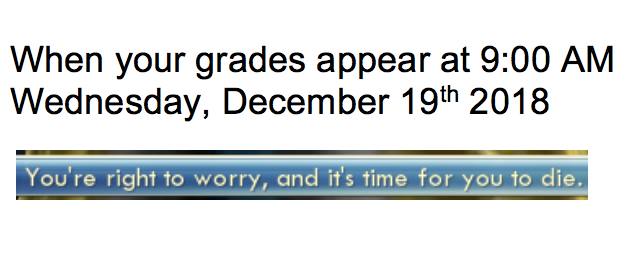 When your grades appear at 9:00 AM
Wednesday, December 19th 2018
You're right to worry, and it's time for you to die.